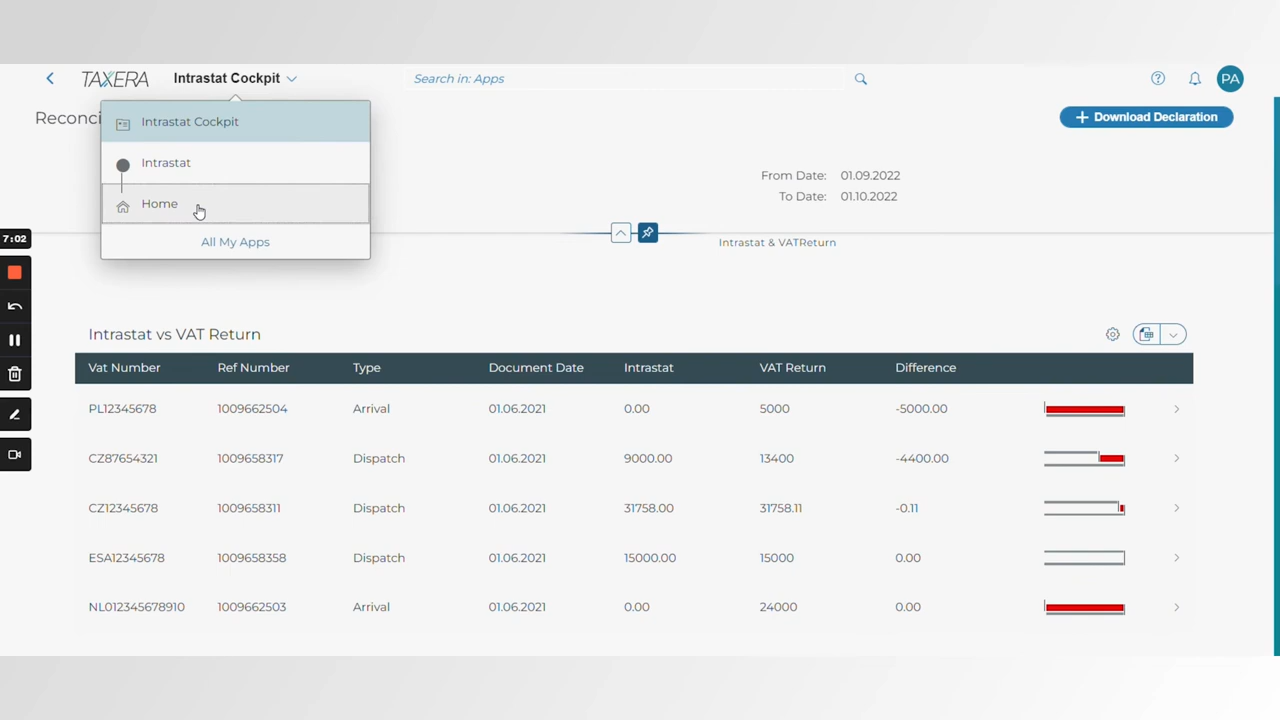 TAXERA Intrastat Cockpit Search in: Apps PA
Reconci
Download Declaration
Intrastat Cockpit
Intrastat
Home
All My Apps
From Date: 01.09.2022
To Date: 01.10.2022
7:02
Intrastat & VATReturn
Intrastat vs VAT Return
Vat Number Ref Number Type Document Date Intrastat VAT Return Difference
PL12345678 1009662504 Arrival 01.06.2021 0.00 5000 -5000.00
CZ87654321 1009658317 Dispatch 01.06.2021 9000.00 13400 -4400.00
CZ12345678 1009658311 Dispatch 01.06.2021 31758.00 31758.11 -0.11
ESA12345678 1009658358 Dispatch 01.06.2021 15000.00 15000 0.00
NL012345678910 1009662503 Arrival 01.06.2021 0.00 24000 0.00